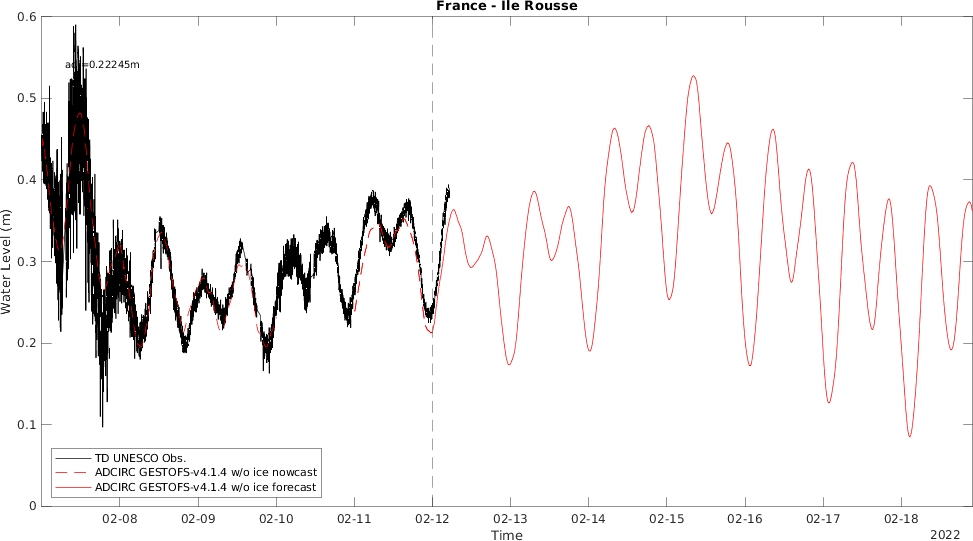 France - Ile Rousse
0.6
0.5
0.4
0.3
0.2
0.1
0
Water Level (m)
=0.22245m
TD UNESCO Obs.
ADCIRC GESTOFS-v4.1.4 w/o ice nowcast
ADCIRC GESTOFS-v4.1.4 w/o ice forecast
02-08 02-09 02-10 02-11 02-12 02-13 02-14 02-15 02-16 02-17 02-18
Time
2022